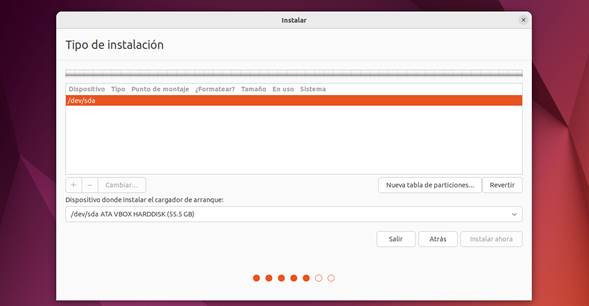 Instalar
Tipo de instalación
Dispositivo Tipo Punto de montaje ¿Formatear? Tamaño En uso Sistema
/dev/sda
+ − Cambiar... Nueva tabla de particiones... Revertir
Dispositivo donde instalar el cargador de arranque:
/dev/sda ATA VBOX HARDDISK (55.5 GB)
Salir Atrás Instalar ahora